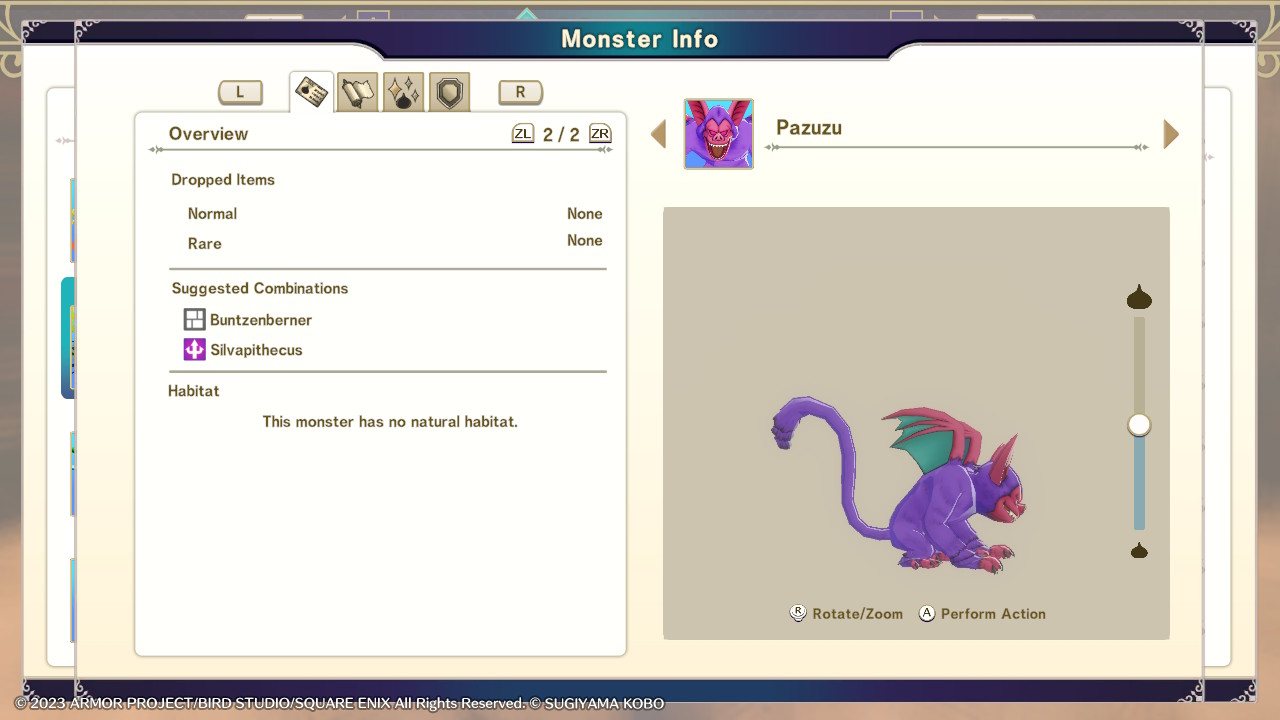 Monster Info
L
R
Overview
ZL 2 / 2 ZR
Dropped Items
Normal None
Rare None
Suggested Combinations
Buntzenberner
Silvapithecus
Habitat
This monster has no natural habitat.
Pazuzu
R Rotate/Zoom A Perform Action
© 2023 ARMOR PROJECT/BIRD STUDIO/SQUARE ENIX All Rights Reserved. © SUGIYAMA KOBO